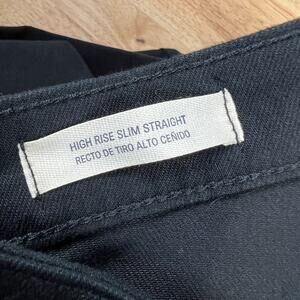 HIGH RISE SLIM STRAIGHT
RECTO DE TIRO ALTO CEÑIDO